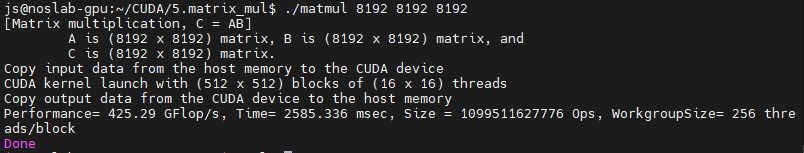 js@noslab-gpu:~/CUDA/5.matrix_mul$ ./matmul 8192 8192 8192
[Matrix multiplication, C = AB]
A is (8192 x 8192) matrix, B is (8192 x 8192) matrix, and
C is (8192 x 8192) matrix.
Copy input data from the host memory to the CUDA device
CUDA kernel launch with (512 x 512) blocks of (16 x 16) threads
Copy output data from the CUDA device to the host memory
Performance= 425.29 GFlop/s, Time= 2585.336 msec, Size = 1099511627776 Ops, WorkgroupSize= 256 thre
ads/block
Done